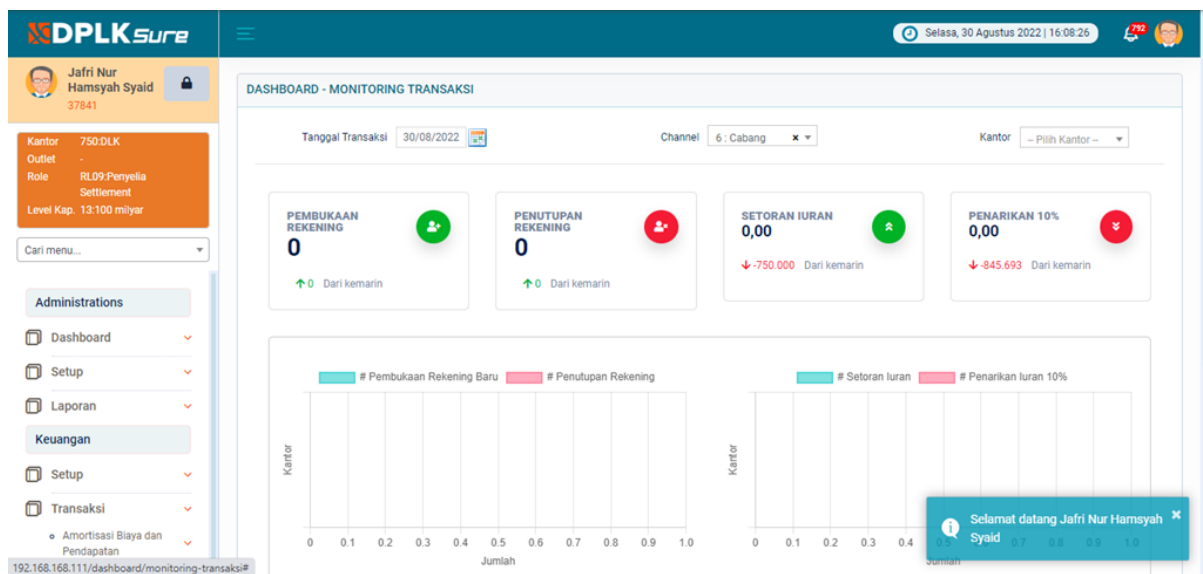 DPLKSure
Selasa, 30 Agustus 2022 | 16:08:26
792
Jafri Nur
Hamsyah Syaid
37841
Kantor 750:DLK
Outlet -
Role RL09:Penyelia
Settlement
Level Kap. 13:100 milyar
Cari menu...
Administrations
Dashboard
Setup
Laporan
Keuangan
Setup
Transaksi
Amortisasi Biaya dan
Pendapatan
192.168.168.111/dashboard/monitoring-transaksi#
DASHBOARD - MONITORING TRANSAKSI
Tanggal Transaksi 30/08/2022
Channel 6 : Cabang x
Kantor -- Pilih Kantor --
PEMBUKAAN
REKENING
0
0 Dari kemarin
PENUTUPAN
REKENING
0
0 Dari kemarin
SETORAN IURAN
0,00
-750.000 Dari kemarin
PENARIKAN 10%
0,00
-845.693 Dari kemarin
# Pembukaan Rekening Baru # Penutupan Rekening
Kantor
0 0.1 0.2 0.3 0.4 0.5 0.6 0.7 0.8 0.9 1.0
Jumlah
# Setoran Iuran # Penarikan Iuran 10%
Kantor
0 0.1 0.2 0.3 0.4 0.5 0.6 0.7 0.8 0.9 1.0
Jumlah
Selamat datang Jafri Nur Hamsyah ×
Syaid